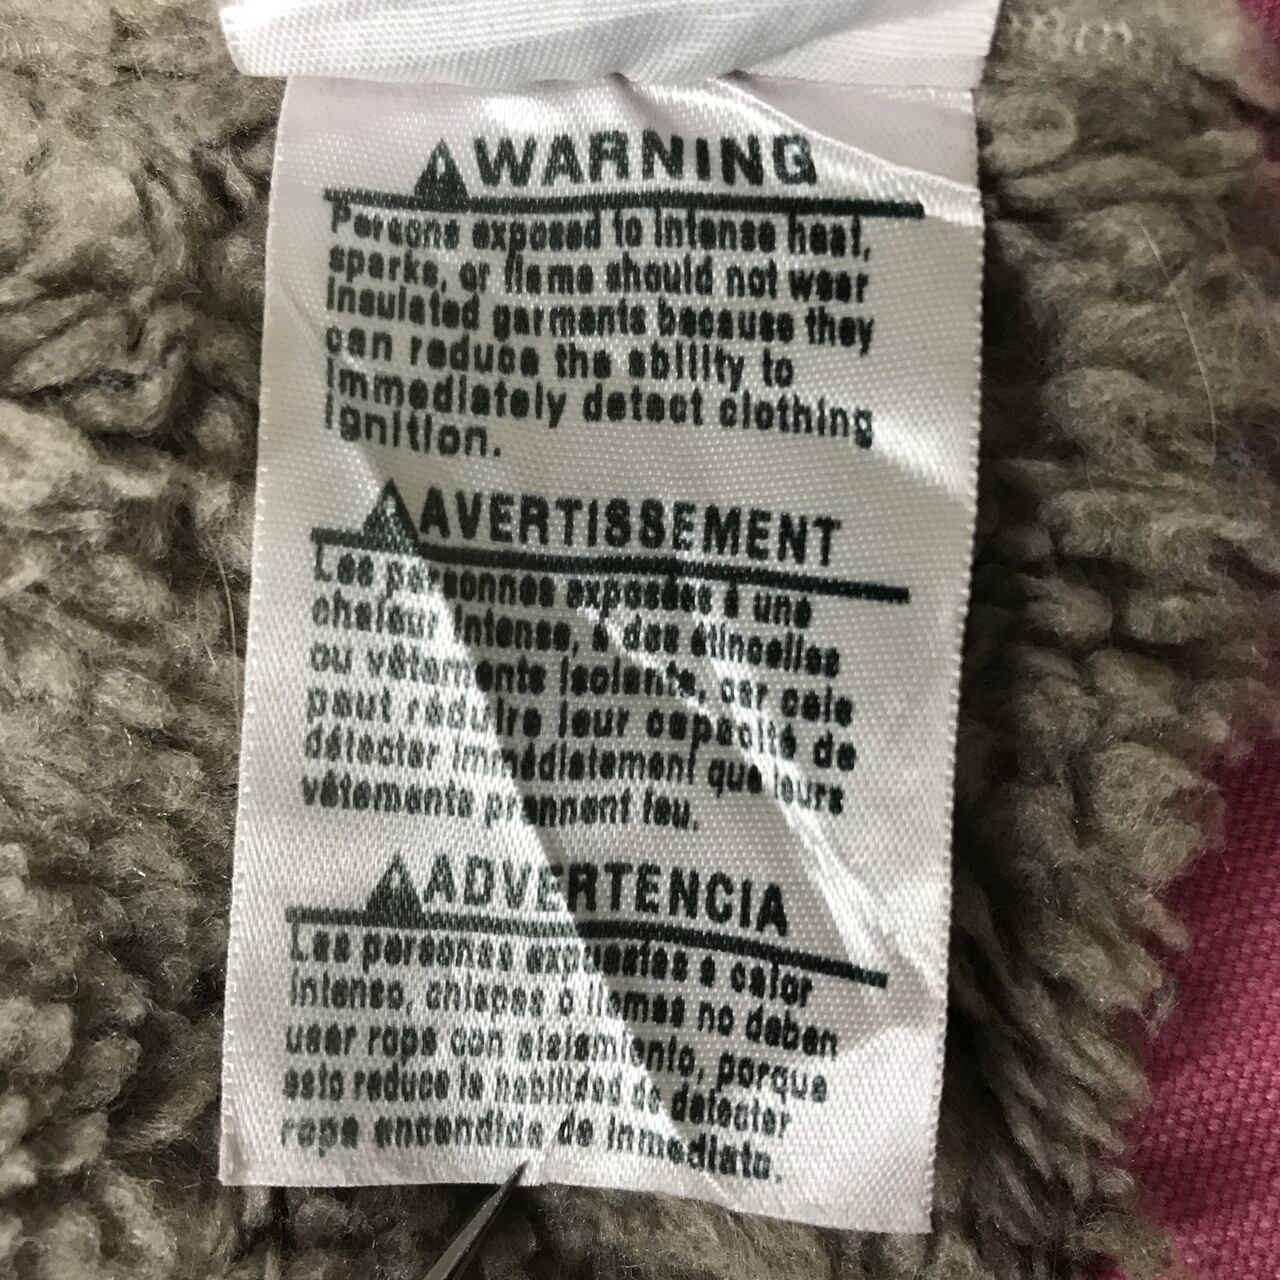 WARNING
Persons exposed to intense heat,
sparks, or flame should not wear
insulated garments because they
can reduce the ability to
immediately detect clothing
ignition.
AVERTISSEMENT
Les personnes exposées à une
chaleur intense, à des étincelles
ou vêtements isolants, car cela
peut réduire leur capacité de
détecter immédiatement que leurs
vêtements prennent feu.
ADVERTENCIA
Las personas expuestas a calor
intenso, chispas o llamas no deben
usar ropa con aislamiento, porque
esto reduce la habilidad de detectar
ropa encendida de inmediato.